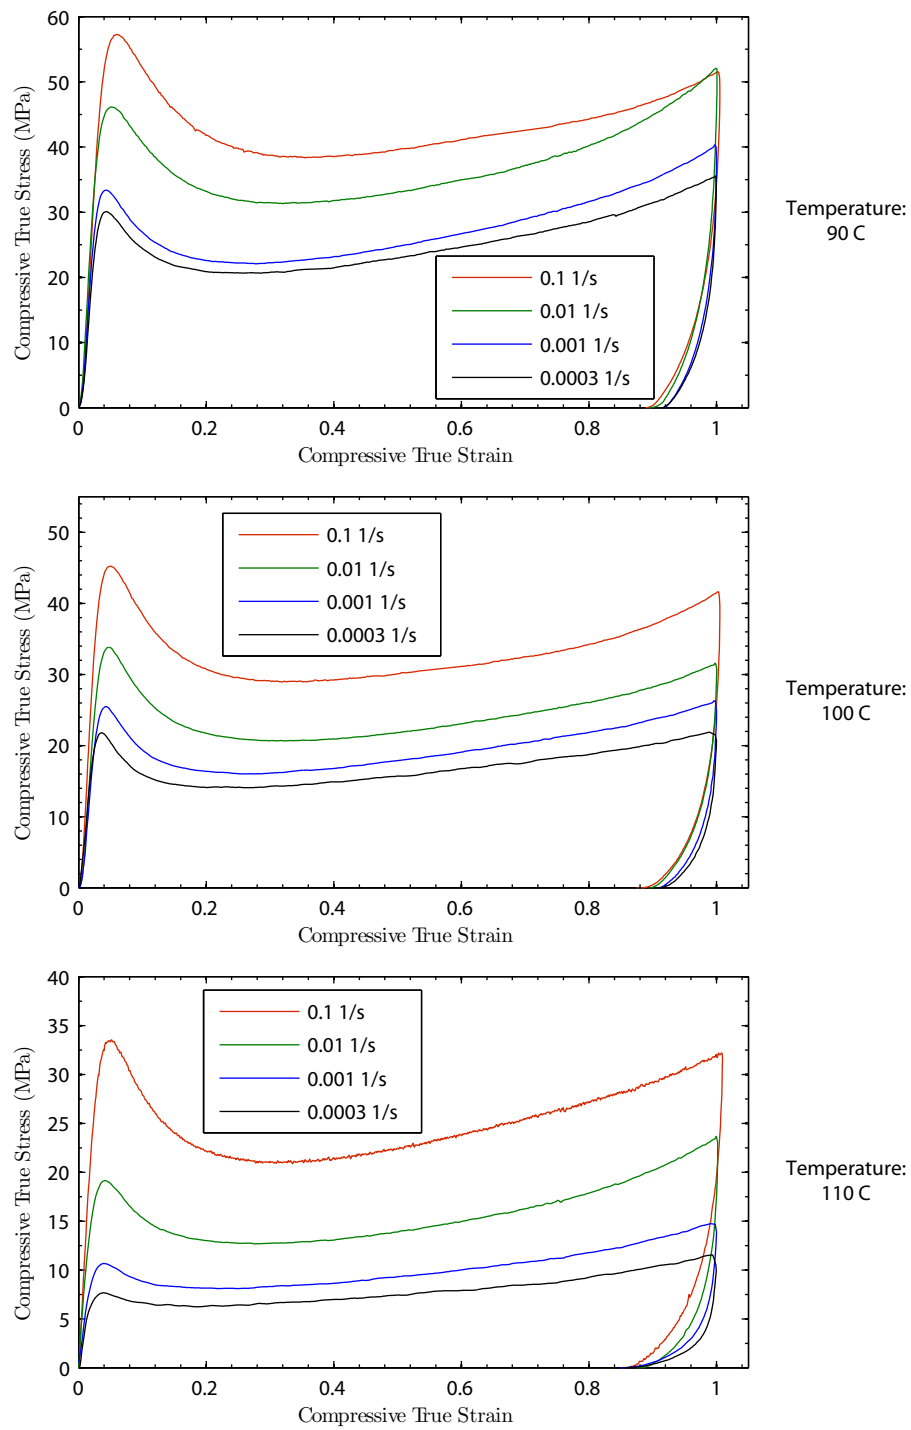 60
50
40
30
20
10
0
Compressive True Stress (MPa)
0.1 1/s
0.01 1/s
0.001 1/s
0.0003 1/s
0 0.2 0.4 0.6 0.8 1
Compressive True Strain
Temperature:
90 C
50
40
30
20
10
0
Compressive True Stress (MPa)
0.1 1/s
0.01 1/s
0.001 1/s
0.0003 1/s
0 0.2 0.4 0.6 0.8 1
Compressive True Strain
Temperature:
100 C
40
35
30
25
20
15
10
5
0
Compressive True Stress (MPa)
0.1 1/s
0.01 1/s
0.001 1/s
0.0003 1/s
0 0.2 0.4 0.6 0.8 1
Compressive True Strain
Temperature:
110 C